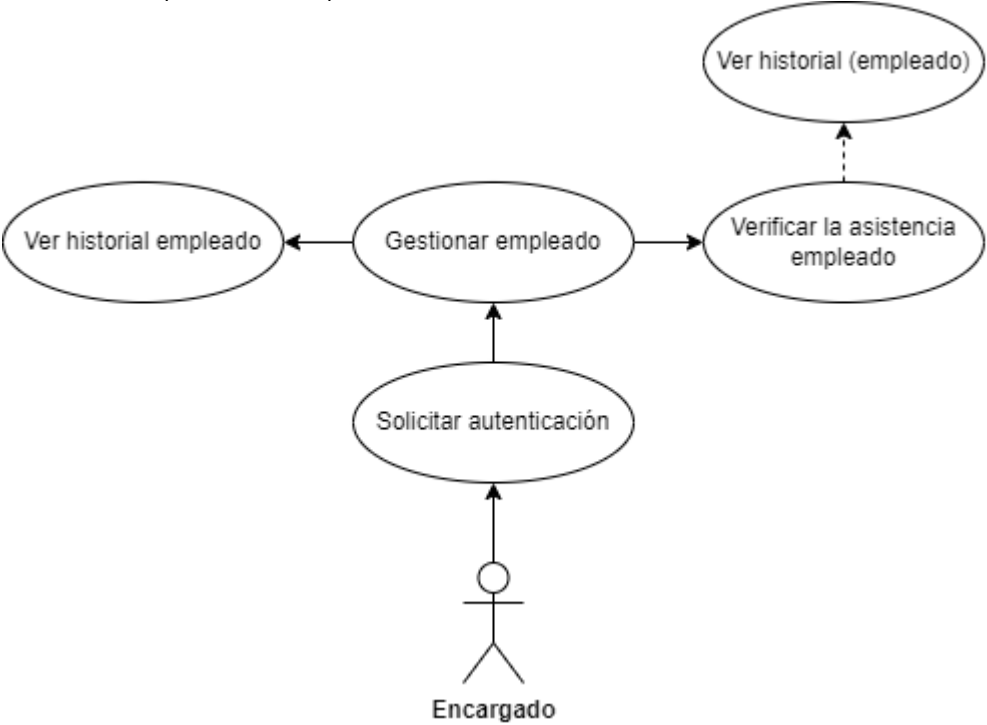 Ver historial (empleado)
Ver historial empleado
Gestionar empleado
Verificar la asistencia
empleado
Solicitar autenticación
Encargado